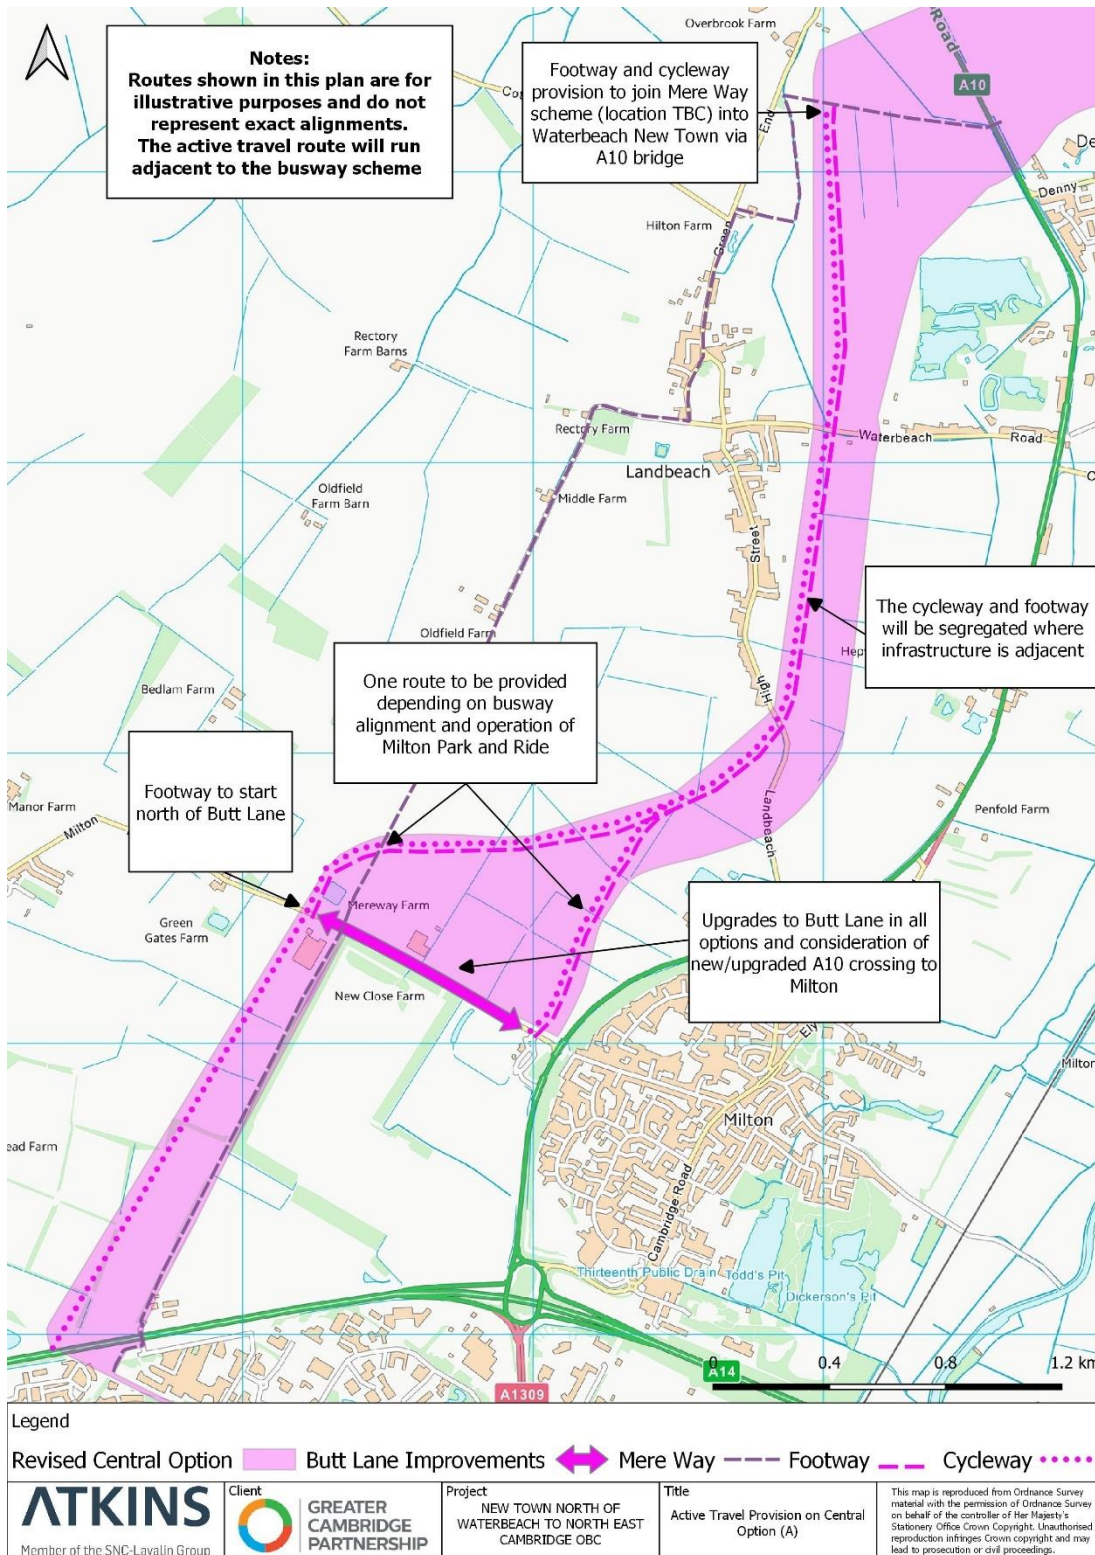 Notes:
Routes shown in this plan are for
illustrative purposes and do not
represent exact alignments.
The active travel route will run
adjacent to the busway scheme
Overbrook Farm
Road
A10
Footway and cycleway
provision to join Mere Way
scheme (location TBC) into
Waterbeach New Town via
A10 bridge
End
Denny
Hilton Farm
Green
Rectory
Farm Barns
Rectory Farm
Waterbeach Road
Landbeach
Oldfield
Farm Barn
Middle Farm
Street
The cycleway and footway
will be segregated where
infrastructure is adjacent
Oldfield Farm
One route to be provided
depending on busway
alignment and operation of
Milton Park and Ride
Bedlam Farm
High
Footway to start
north of Butt Lane
Manor Farm
Milton
Landbeach
Penfold Farm
Mereway Farm
Green
Gates Farm
Upgrades to Butt Lane in all
options and consideration of
new/upgraded A10 crossing to
Milton
New Close Farm
Ely
Milton
Milton
ead Farm
Cambridge Road
Thirteenth Public Drain
Todd's Pit
Dickerson's Pit
0 0.4 0.8 1.2 km
A14
A1309
Legend
Revised Central Option Butt Lane Improvements Mere Way Footway Cycleway
ATKINS
Member of the SNC-Lavalin Group
Client
GREATER
CAMBRIDGE
PARTNERSHIP
Project
NEW TOWN NORTH OF
WATERBEACH TO NORTH EAST
CAMBRIDGE OBC
Title
Active Travel Provision on Central
Option (A)
This map is reproduced from Ordnance Survey
material with the permission of Ordnance Survey
on behalf of the controller of Her Majesty's
Stationery Office Crown Copyright. Unauthorised
reproduction infringes Crown copyright and may
lead to prosecution or civil proceedings.